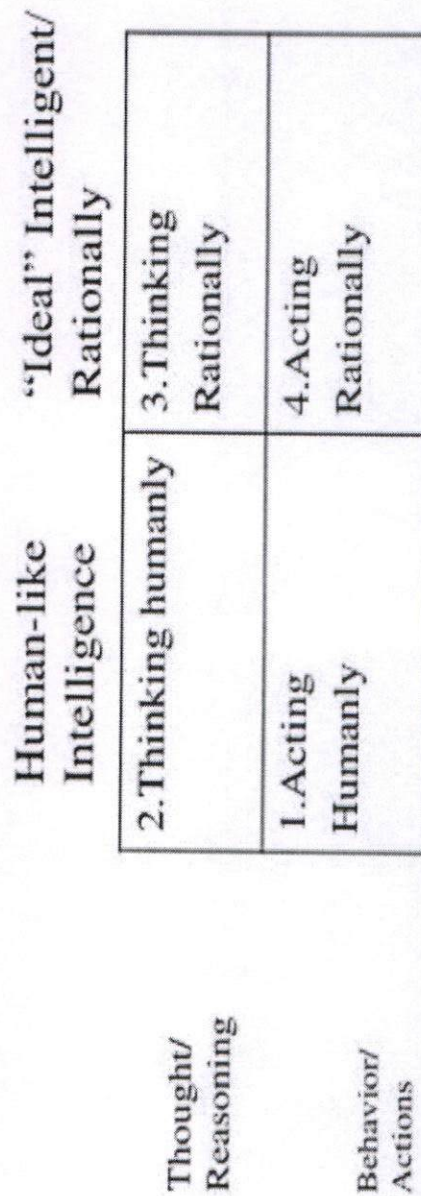 Human-like
Intelligence
“Ideal” Intelligent/
Rationally
Thought/
Reasoning
2.Thinking humanly
3.Thinking
Rationally
Behavior/
Actions
1.Acting
Humanly
4.Acting
Rationally